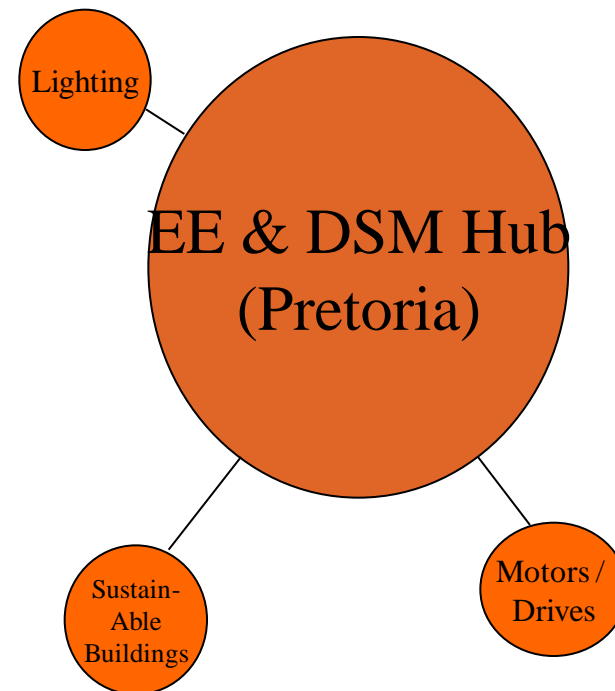 Lighting
EE & DSM Hub
(Pretoria)
Sustain-
Able
Buildings
Motors /
Drives